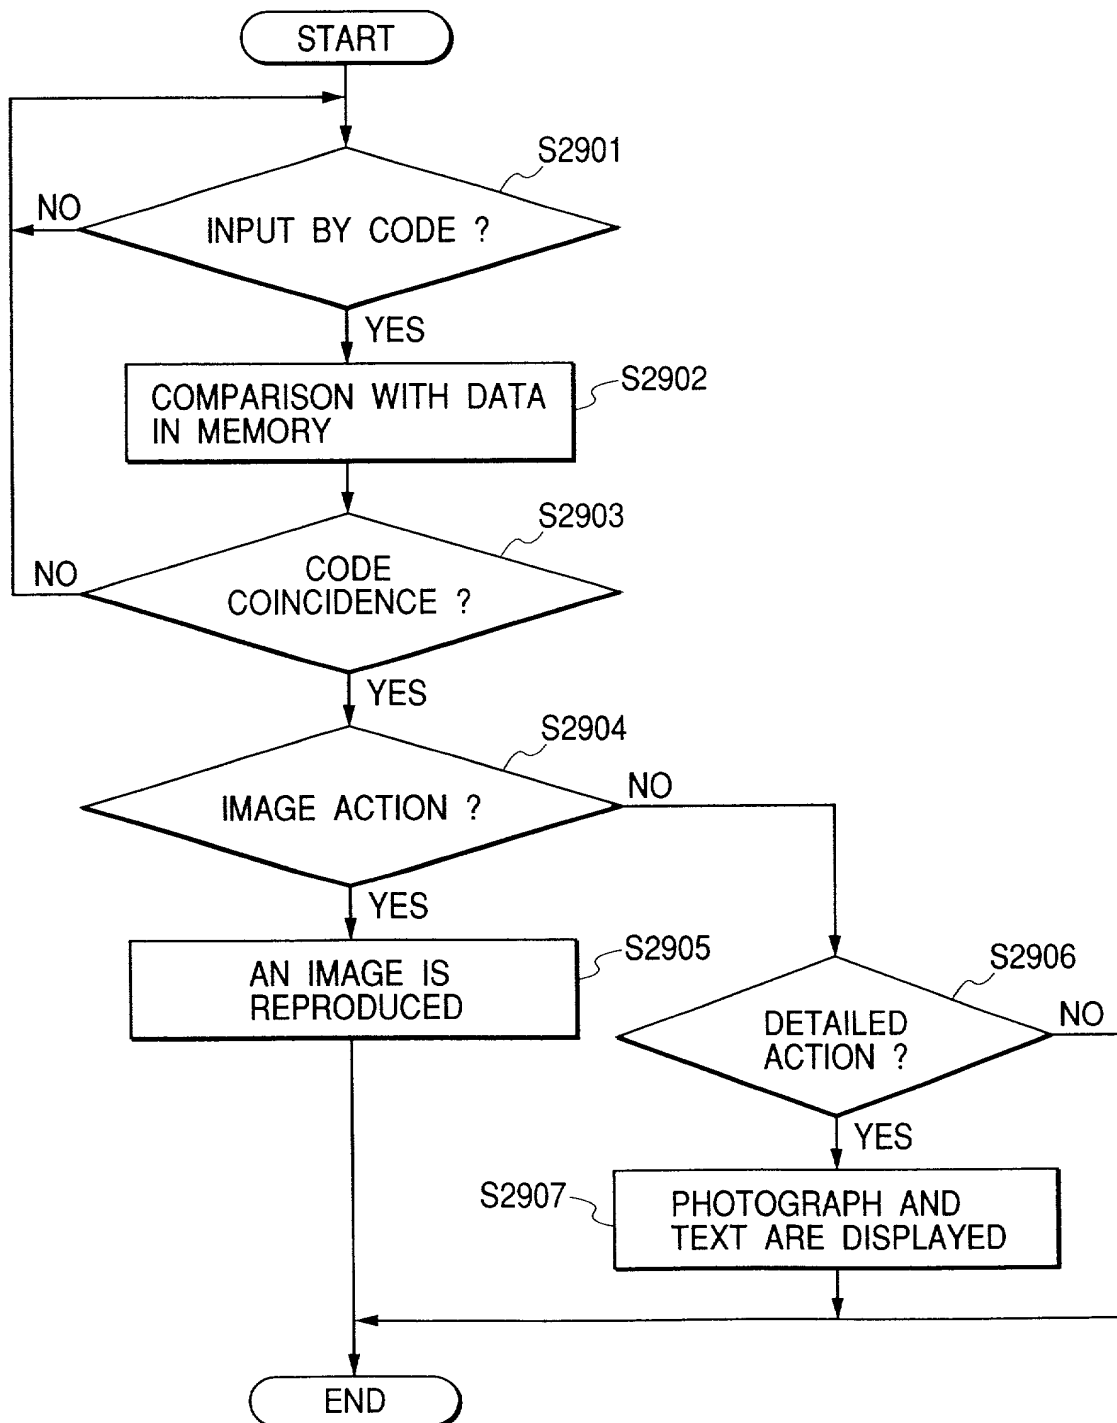 START
S2901
NO
INPUT BY CODE ?
YES
S2902
COMPARISON WITH DATA
IN MEMORY
S2903
NO
CODE
COINCIDENCE ?
YES
S2904
NO
IMAGE ACTION ?
YES
S2905
AN IMAGE IS
REPRODUCED
S2906
NO
DETAILED
ACTION ?
YES
S2907
PHOTOGRAPH AND
TEXT ARE DISPLAYED
END